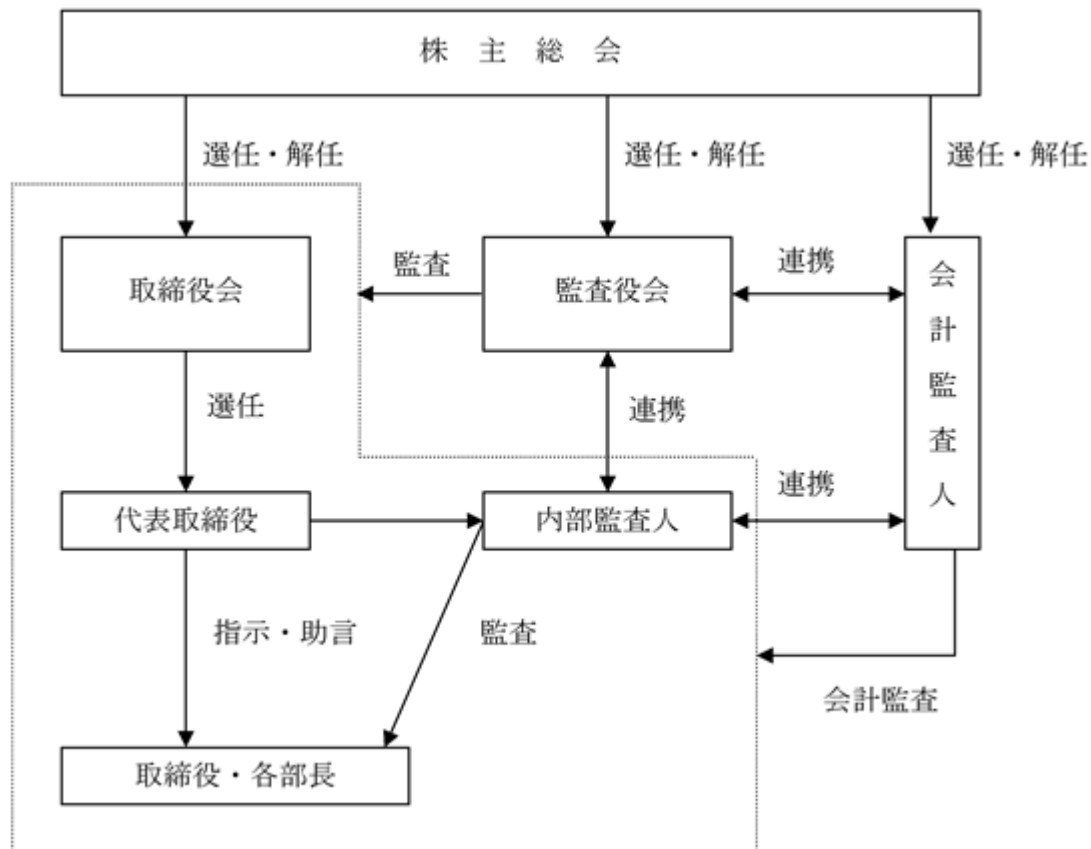 株主総会
選任・解任
選任・解任
選任・解任
取締役会
監査
監査役会
連携
会計監査人
選任
連携
代表取締役
内部監査人
連携
指示・助言
監査
会計監査
取締役・各部長